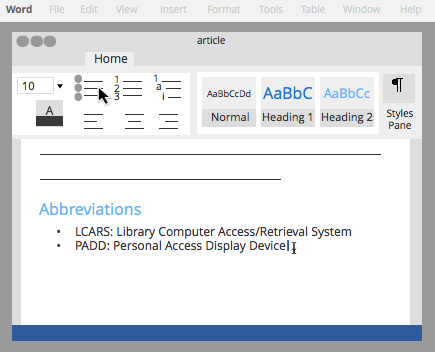 Word File Edit View Insert Format Tools Table Window Help
article
Home
10
1
2
3
1
a
i
A
AaBbCcDd AaBbC AaBbCc ¶
Normal Heading 1 Heading 2 Styles
Pane
Abbreviations
• LCARS: Library Computer Access/Retrieval System
• PADD: Personal Access Display Device